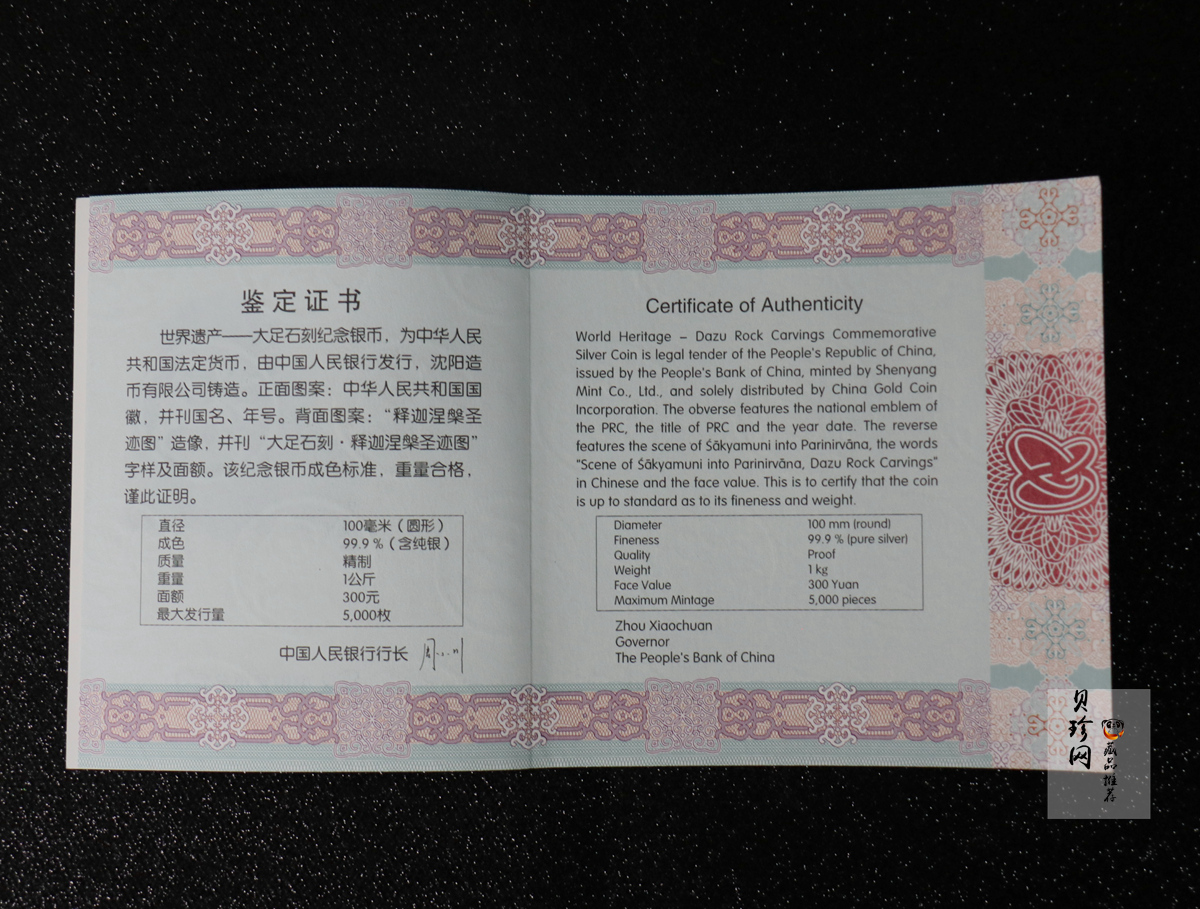 鉴定证书
世界遗产——大足石刻纪念银币，为中华人民
共和国法定货币，由中国人民银行发行，沈阳造
币有限公司铸造。正面图案：中华人民共和国国
徽，并刊国名、年号。背面图案：“释迦涅槃圣
迹图”造像，并刊“大足石刻·释迦涅槃圣迹图”
字样及面额。该纪念银币成色标准，重量合格，
谨此证明。
直径 100毫米（圆形）
成色 99.9％（含纯银）
质量 精制
重量 1公斤
面额 300元
最大发行量 5,000枚
中国人民银行行长
Certificate of Authenticity
World Heritage – Dazu Rock Carvings Commemorative
Silver Coin is legal tender of the People's Republic of China,
issued by the People's Bank of China, minted by Shenyang
Mint Co., Ltd., and solely distributed by China Gold Coin
Incorporation. The obverse features the national emblem of
the PRC, the title of PRC and the year date. The reverse
features the scene of Śākyamuni into Parinirvāna, the words
"Scene of Śākyamuni into Parinirvāna, Dazu Rock Carvings"
in Chinese and the face value. This is to certify that the coin
is up to standard as to its fineness and weight.
Diameter 100 mm (round)
Fineness 99.9 % (pure silver)
Quality Proof
Weight 1 kg
Face Value 300 Yuan
Maximum Mintage 5,000 pieces
Zhou Xiaochuan
Governor
The People's Bank of China
贝珍网
藏品推荐